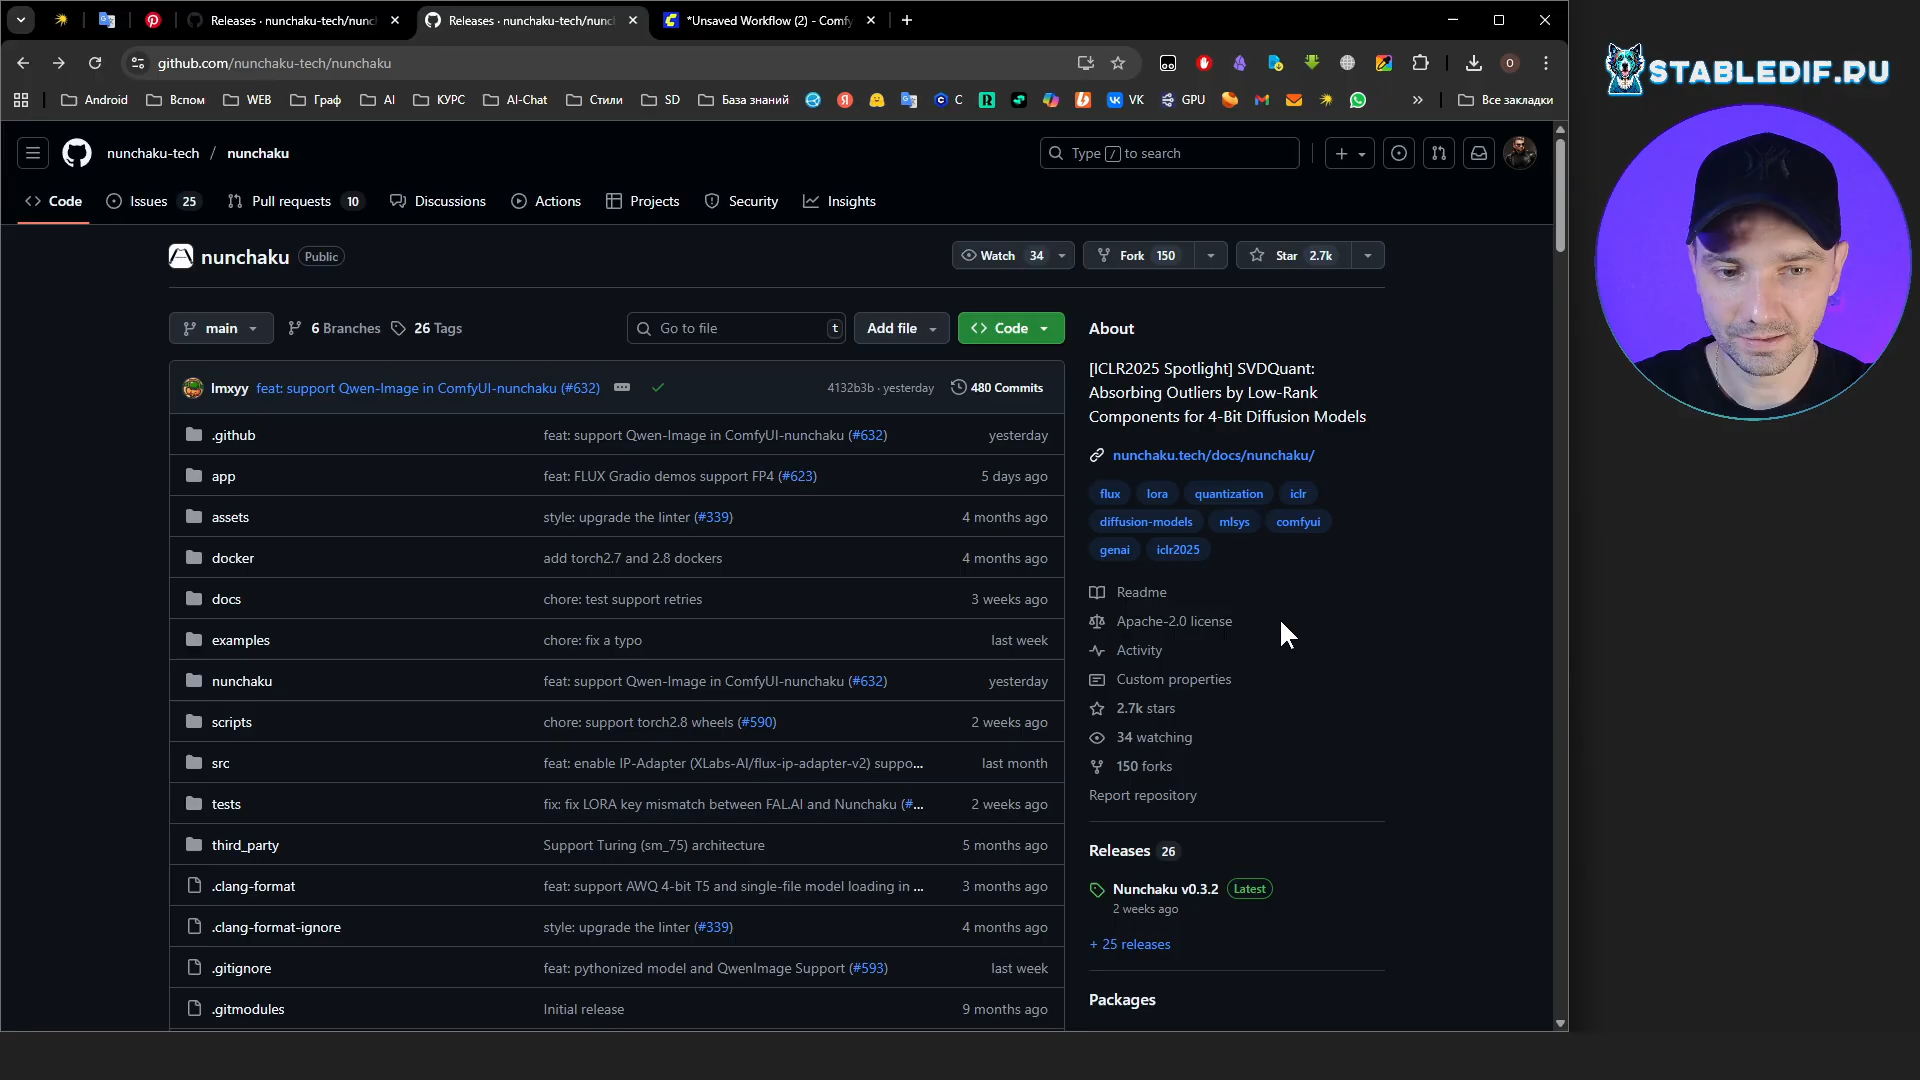 Releases · nunchaku-tech/nunc
Releases · nunchaku-tech/nunc
*Unsaved Workflow (2) - Comfy
github.com/nunchaku-tech/nunchaku
O
Android
Вспом
WEB
Граф
AI
КУРС
AI-Chat
Стили
SD
База знаний
C
VK
GPU
Все закладки
STABLEDIF.RU
nunchaku-tech / nunchaku
Type / to search
Code
Issues 25
Pull requests 10
Discussions
Actions
Projects
Security
Insights
nunchaku Public
Watch 34
Fork 150
Star 2.7k
main
6 Branches
26 Tags
Go to file t
Add file
Code
lmxyy feat: support Qwen-Image in ComfyUI-nunchaku (#632)
4132b3b · yesterday
480 Commits
.github feat: support Qwen-Image in ComfyUI-nunchaku (#632) yesterday
app feat: FLUX Gradio demos support FP4 (#623) 5 days ago
assets style: upgrade the linter (#339) 4 months ago
docker add torch2.7 and 2.8 dockers 4 months ago
docs chore: test support retries 3 weeks ago
examples chore: fix a typo last week
nunchaku feat: support Qwen-Image in ComfyUI-nunchaku (#632) yesterday
scripts chore: support torch2.8 wheels (#590) 2 weeks ago
src feat: enable IP-Adapter (XLabs-AI/flux-ip-adapter-v2) suppo... last month
tests fix: fix LORA key mismatch between FAL.AI and Nunchaku (#... 2 weeks ago
third_party Support Turing (sm_75) architecture 5 months ago
.clang-format feat: support AWQ 4-bit T5 and single-file model loading in ... 3 months ago
.clang-format-ignore style: upgrade the linter (#339) 4 months ago
.gitignore feat: pythonized model and QwenImage Support (#593) last week
.gitmodules Initial release 9 months ago
About
[ICLR2025 Spotlight] SVDQuant:
Absorbing Outliers by Low-Rank
Components for 4-Bit Diffusion Models
nunchaku.tech/docs/nunchaku/
flux lora quantization iclr
diffusion-models mlsys comfyui
genai iclr2025
Readme
Apache-2.0 license
Activity
Custom properties
2.7k stars
34 watching
150 forks
Report repository
Releases 26
Nunchaku v0.3.2 Latest
2 weeks ago
+ 25 releases
Packages